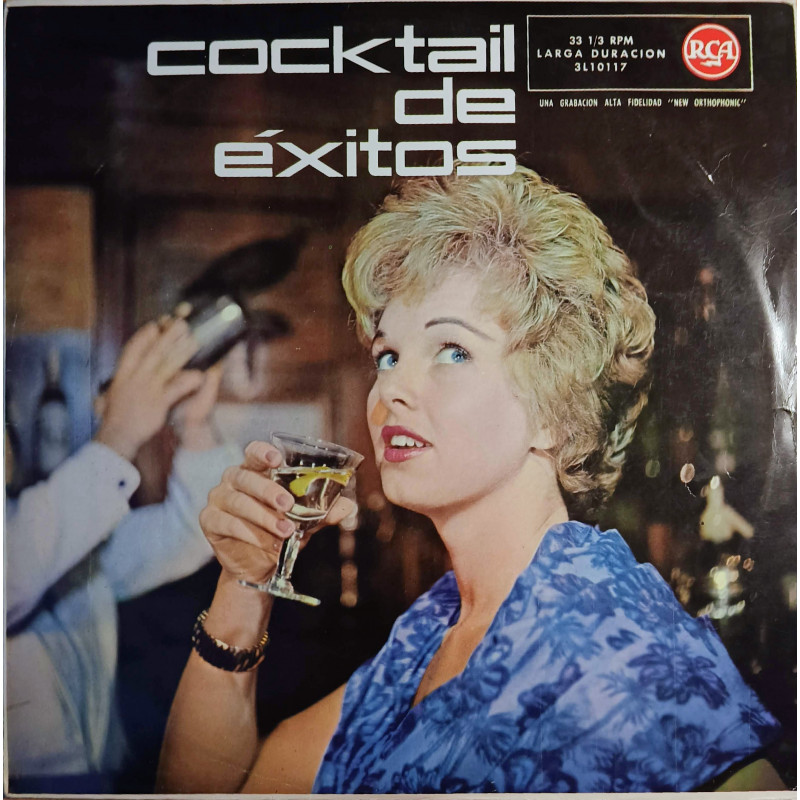 cocktail
de
éxitos
33 1/3 RPM
LARGA DURACION
3L10117
RCA
UNA GRABACION ALTA FIDELIDAD "NEW ORTHOPHONIC"